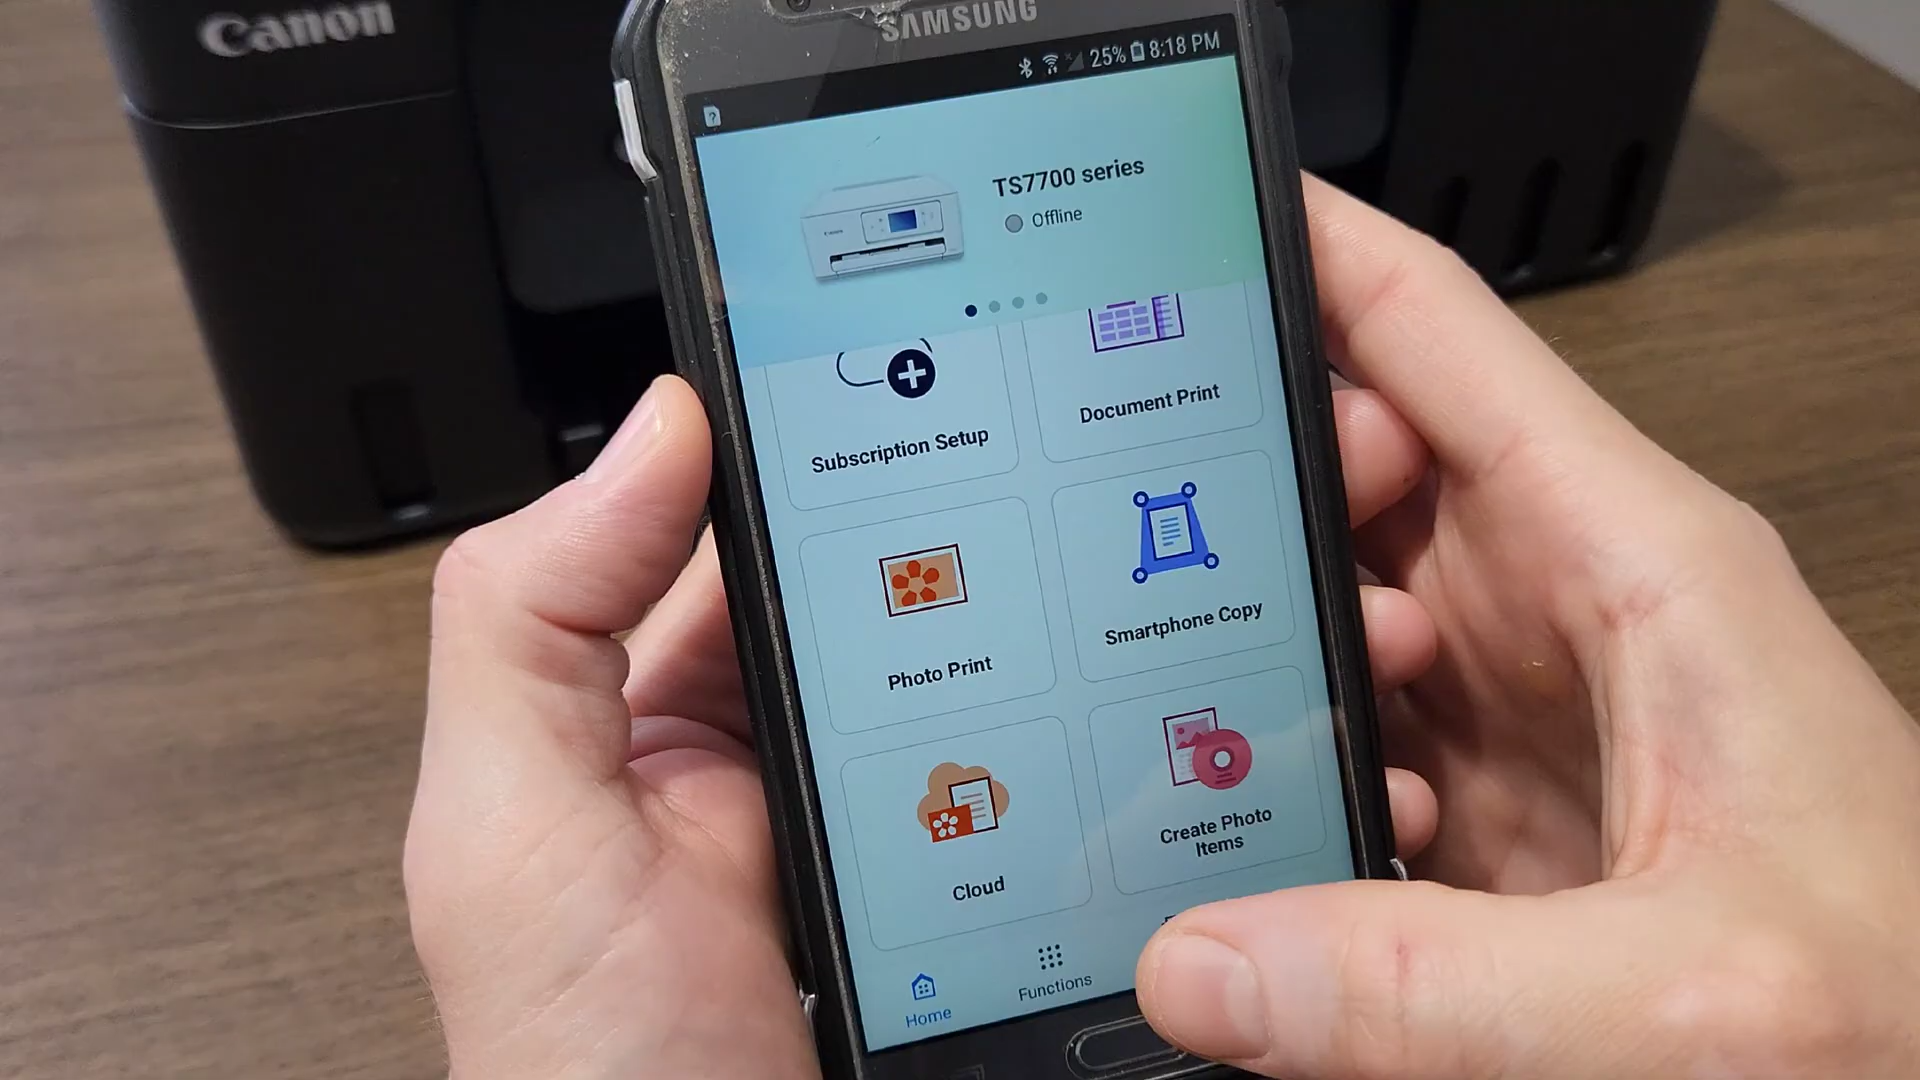 Canon
SAMSUNG
25% 8:18 PM
TS7700 series
Offline
Document Print
Subscription Setup
Smartphone Copy
Photo Print
Create Photo
Items
Cloud
Functions
Home